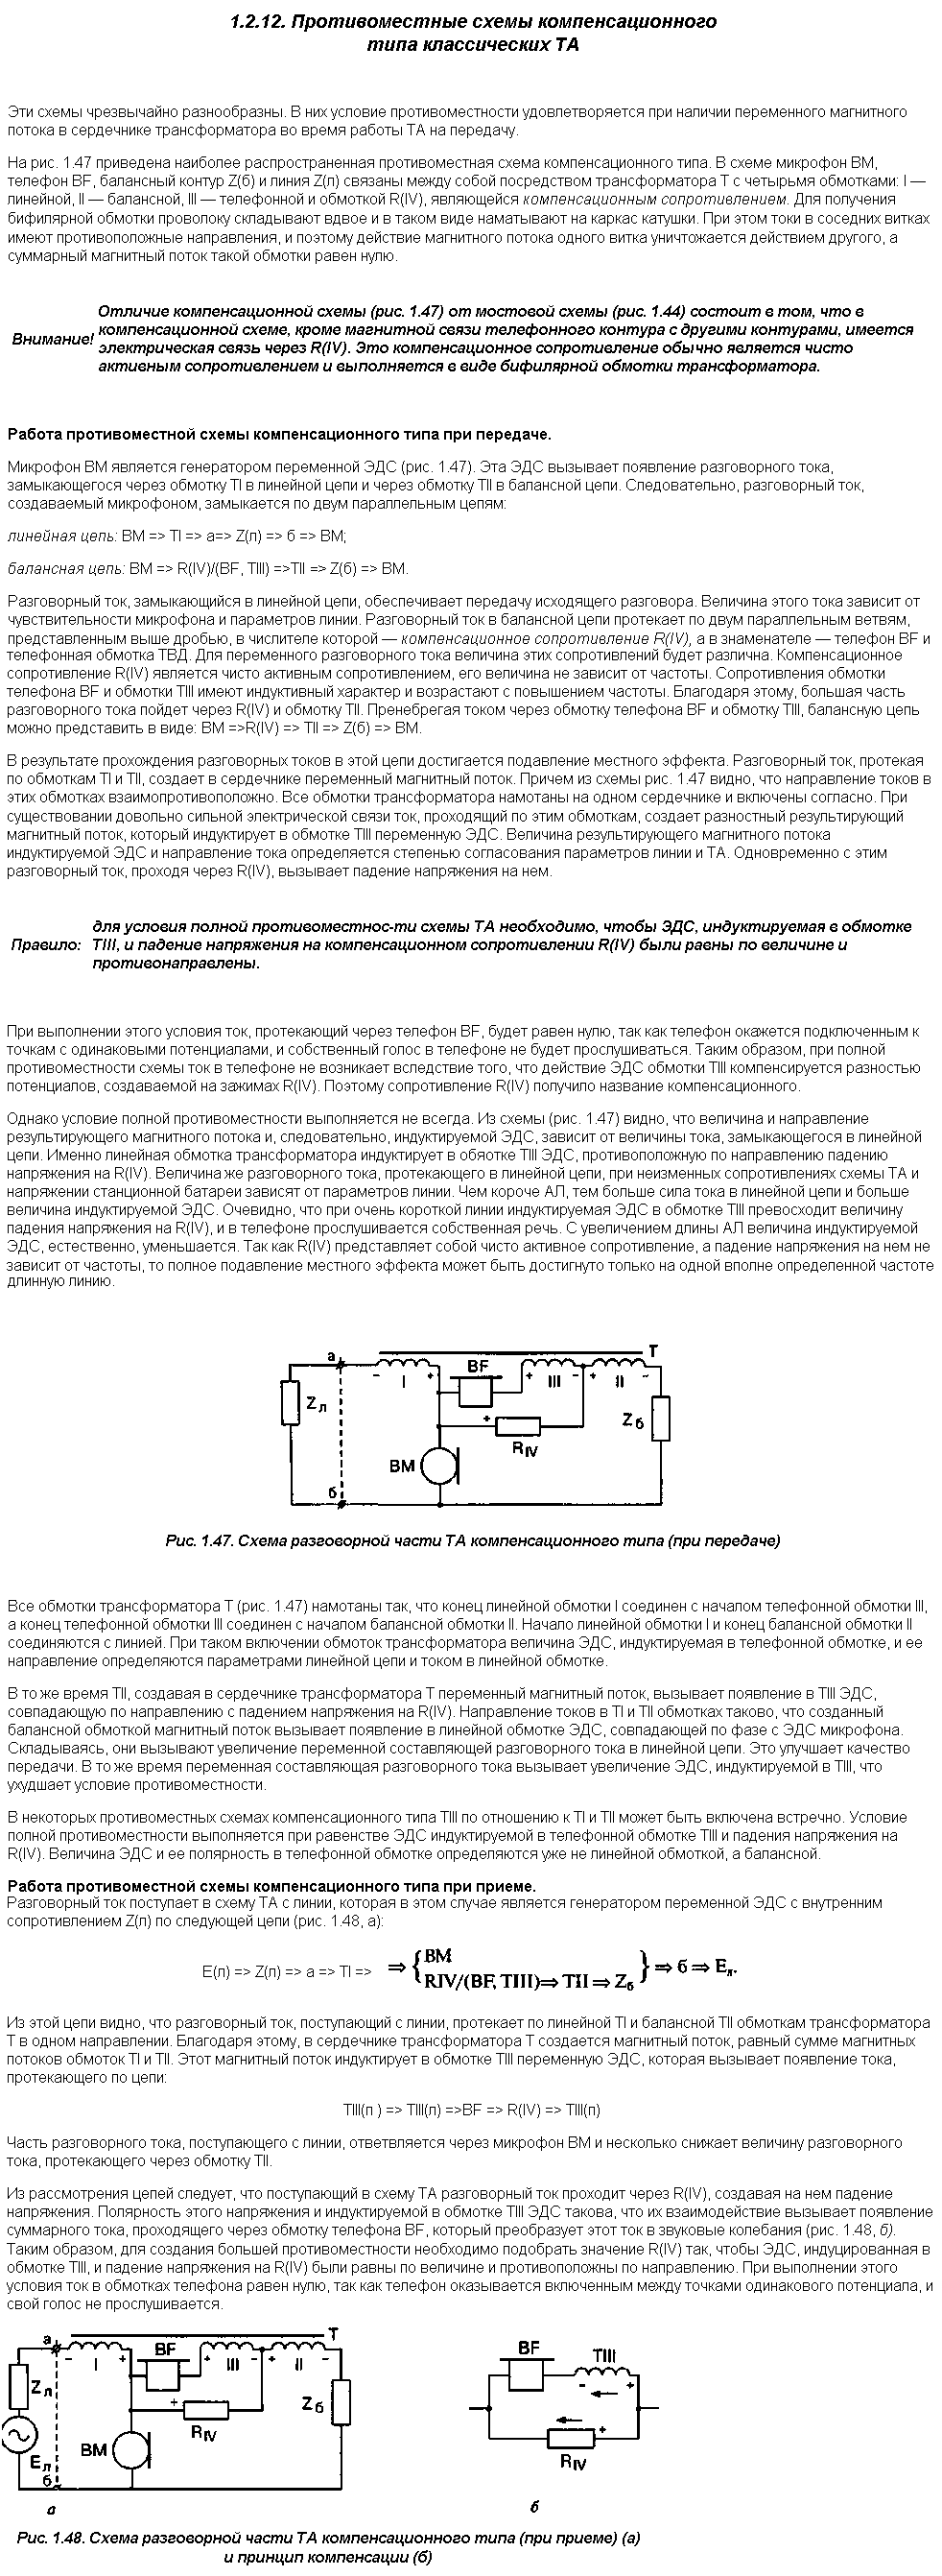 1.2.12. Противоместные схемы компенсационного
типа классических ТА
Эти схемы чрезвычайно разнообразны. В них условие противоместности удовлетворяется при наличии переменного магнитного
потока в сердечнике трансформатора во время работы ТА на передачу.
На рис. 1.47 приведена наиболее распространенная противоместная схема компенсационного типа. В схеме микрофон ВМ,
телефон BF, балансный контур Z(б) и линия Z(л) связаны между собой посредством трансформатора Т с четырьмя обмотками: I —
линейной, II — балансной, III — телефонной и обмоткой R(IV), являющейся компенсационным сопротивлением. Для получения
бифилярной обмотки проволоку складывают вдвое и в таком виде наматывают на каркас катушки. При этом токи в соседних витках
имеют противоположные направления, и поэтому действие магнитного потока одного витка уничтожается действием другого, а
суммарный магнитный поток такой обмотки равен нулю.
Внимание!
Отличие компенсационной схемы (рис. 1.47) от мостовой схемы (рис. 1.44) состоит в том, что в
компенсационной схеме, кроме магнитной связи телефонного контура с другими контурами, имеется
электрическая связь через R(IV). Это компенсационное сопротивление обычно является чисто
активным сопротивлением и выполняется в виде бифилярной обмотки трансформатора.
Работа противоместной схемы компенсационного типа при передаче.
Микрофон ВМ является генератором переменной ЭДС (рис. 1.47). Эта ЭДС вызывает появление разговорного тока,
замыкающегося через обмотку TI в линейной цепи и через обмотку TII в балансной цепи. Следовательно, разговорный ток,
создаваемый микрофоном, замыкается по двум параллельным цепям:
линейная цепь: ВМ => TI => a=> Z(л) => б => ВМ;
балансная цепь: ВМ => R(IV)/(BF, TIII) =>TII => Z(б) => ВМ.
Разговорный ток, замыкающийся в линейной цепи, обеспечивает передачу исходящего разговора. Величина этого тока зависит от
чувствительности микрофона и параметров линии. Разговорный ток в балансной цепи протекает по двум параллельным ветвям,
представленным выше дробью, в числителе которой — компенсационное сопротивление R(IV), а в знаменателе — телефон BF и
телефонная обмотка ТВД. Для переменного разговорного тока величина этих сопротивлений будет различна. Компенсационное
сопротивление R(IV) является чисто активным сопротивлением, его величина не зависит от частоты. Сопротивления обмотки
телефона BF и обмотки TIII имеют индуктивный характер и возрастают с повышением частоты. Благодаря этому, большая часть
разговорного тока пойдет через R(IV) и обмотку TII. Пренебрегая током через обмотку телефона BF и обмотку TIII, балансную цепь
можно представить в виде: ВМ =>R(IV) => TII => Z(б) => ВМ.
В результате прохождения разговорных токов в этой цепи достигается подавление местного эффекта. Разговорный ток, протекая
по обмоткам TI и TII, создает в сердечнике переменный магнитный поток. Причем из схемы рис. 1.47 видно, что направление токов в
этих обмотках взаимопротивоположно. Все обмотки трансформатора намотаны на одном сердечнике и включены согласно. При
существовании довольно сильной электрической связи ток, проходящий по этим обмоткам, создает разностный результирующий
магнитный поток, который индуктирует в обмотке TIII переменную ЭДС. Величина результирующего магнитного потока
индуктируемой ЭДС и направление тока определяется степенью согласования параметров линии и ТА. Одновременно с этим
разговорный ток, проходя через R(IV), вызывает падение напряжения на нем.
Правило:
для условия полной противоместнос-ти схемы ТА необходимо, чтобы ЭДС, индуктируемая в обмотке
TIII, и падение напряжения на компенсационном сопротивлении R(IV) были равны по величине и
противонаправлены.
При выполнении этого условия ток, протекающий через телефон BF, будет равен нулю, так как телефон окажется подключенным к
точкам с одинаковыми потенциалами, и собственный голос в телефоне не будет прослушиваться. Таким образом, при полной
противоместности схемы ток в телефоне не возникает вследствие того, что действие ЭДС обмотки TIII компенсируется разностью
потенциалов, создаваемой на зажимах R(IV). Поэтому сопротивление R(IV) получило название компенсационного.
Однако условие полной противоместности выполняется не всегда. Из схемы (рис. 1.47) видно, что величина и направление
результирующего магнитного потока и, следовательно, индуктируемой ЭДС, зависит от величины тока, замыкающегося в линейной
цепи. Именно линейная обмотка трансформатора индуктирует в обяотке TIII ЭДС, противоположную по направлению падению
напряжения на R(IV). Величина же разговорного тока, протекающего в линейной цепи, при неизменных сопротивлениях схемы ТА и
напряжении станционной батареи зависят от параметров линии. Чем короче АЛ, тем больше сила тока в линейной цепи и больше
величина индуктируемой ЭДС. Очевидно, что при очень короткой линии индуктируемая ЭДС в обмотке TIII превосходит величину
падения напряжения на R(IV), и в телефоне прослушивается собственная речь. С увеличением длины АЛ величина индуктируемой
ЭДС, естественно, уменьшается. Так как R(IV) представляет собой чисто активное сопротивление, а падение напряжения на нем не
зависит от частоты, то полное подавление местного эффекта может быть достигнуто только на одной вполне определенной частоте
длинную линию.
а BF T
- I + + III - + II -
Zл + Zб
RIV
BM
б
Рис. 1.47. Схема разговорной части ТА компенсационного типа (при передаче)
Все обмотки трансформатора Т (рис. 1.47) намотаны так, что конец линейной обмотки I соединен с началом телефонной обмотки III,
а конец телефонной обмотки III соединен с началом балансной обмотки II. Начало линейной обмотки I и конец балансной обмотки II
соединяются с линией. При таком включении обмоток трансформатора величина ЭДС, индуктируемая в телефонной обмотке, и ее
направление определяются параметрами линейной цепи и током в линейной обмотке.
В то же время TII, создавая в сердечнике трансформатора Т переменный магнитный поток, вызывает появление в TIII ЭДС,
совпадающую по направлению с падением напряжения на R(IV). Направление токов в TI и TII обмотках таково, что созданный
балансной обмоткой магнитный поток вызывает появление в линейной обмотке ЭДС, совпадающей по фазе с ЭДС микрофона.
Складываясь, они вызывают увеличение переменной составляющей разговорного тока в линейной цепи. Это улучшает качество
передачи. В то же время переменная составляющая разговорного тока вызывает увеличение ЭДС, индуктируемой в TIII, что
ухудшает условие противоместности.
В некоторых противоместных схемах компенсационного типа TIII по отношению к TI и TII может быть включена встречно. Условие
полной противоместности выполняется при равенстве ЭДС индуктируемой в телефонной обмотке TIII и падения напряжения на
R(IV). Величина ЭДС и ее полярность в телефонной обмотке определяются уже не линейной обмоткой, а балансной.
Работа противоместной схемы компенсационного типа при приеме.
Разговорный ток поступает в схему ТА с линии, которая в этом случае является генератором переменной ЭДС с внутренним
сопротивлением Z(л) по следующей цепи (рис. 1.48, а):
Е(л) => Z(л) => a => TI => ⇒ { BM
RIV/(BF, TIII)⇒ TII ⇒ Zб } ⇒ б ⇒ Eл.
Из этой цепи видно, что разговорный ток, поступающий с линии, протекает по линейной TI и балансной TII обмоткам трансформатора
Т в одном направлении. Благодаря этому, в сердечнике трансформатора Т создается магнитный поток, равный сумме магнитных
потоков обмоток TI и TII. Этот магнитный поток индуктирует в обмотке TIII переменную ЭДС, которая вызывает появление тока,
протекающего по цепи:
TIII(п ) => TIII(л) =>BF => R(IV) => TIII(п)
Часть разговорного тока, поступающего с линии, ответвляется через микрофон ВМ и несколько снижает величину разговорного
тока, протекающего через обмотку TII.
Из рассмотрения цепей следует, что поступающий в схему ТА разговорный ток проходит через R(IV), создавая на нем падение
напряжения. Полярность этого напряжения и индуктируемой в обмотке TIII ЭДС такова, что их взаимодействие вызывает появление
суммарного тока, проходящего через обмотку телефона BF, который преобразует этот ток в звуковые колебания (рис. 1.48, б).
Таким образом, для создания большей противоместности необходимо подобрать значение R(IV) так, чтобы ЭДС, индуцированная в
обмотке TIII, и падение напряжения на R(IV) были равны по величине и противоположны по направлению. При выполнении этого
условия ток в обмотках телефона равен нулю, так как телефон оказывается включенным между точками одинакового потенциала, и
свой голос не прослушивается.
а BF T
- I + + III - + II -
Zл + Zб
RIV
BM
Eл
б
а
BF TIII
- +
+
RIV
б
Рис. 1.48. Схема разговорной части ТА компенсационного типа (при приеме) (а)
и принцип компенсации (б)